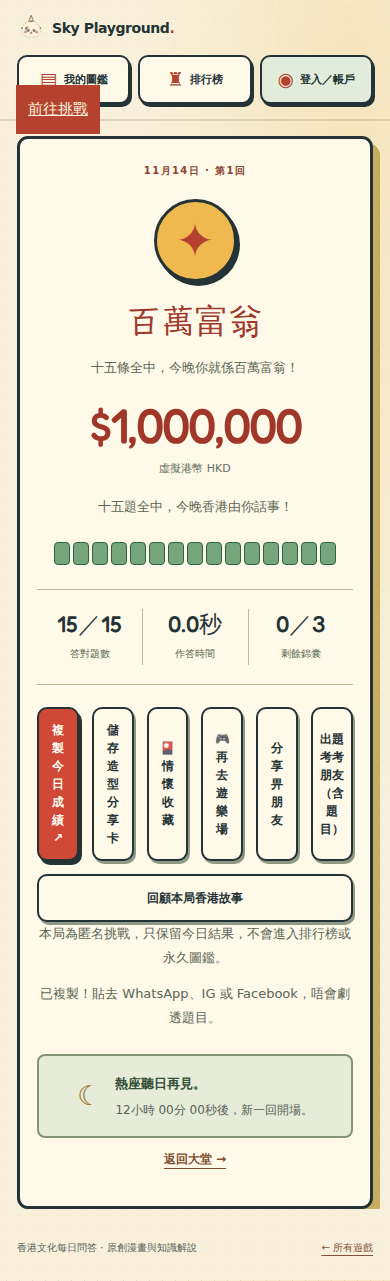 Sky Playground.
我的圖鑑
排行榜
登入／帳戶
前往挑戰
11月14日 · 第1回
百萬富翁
十五條全中，今晚你就係百萬富翁！
$1,000,000
虛擬港幣 HKD
十五題全中，今晚香港由你話事！
15／15
答對題數
0.0秒
作答時間
0／3
剩餘錦囊
複製今日成績↗
儲存造型分享卡
🎴情懷收藏
🎮再去遊樂場
分享畀朋友
出題考考朋友（含題目）
回顧本局香港故事
本局為匿名挑戰，只保留今日結果，不會進入排行榜或
永久圖鑑。
已複製！貼去 WhatsApp、IG 或 Facebook，唔會劇
透題目。
熱座聽日再見。
12小時 00分 00秒後，新一回開場。
返回大堂 →
香港文化每日問答 · 原創漫畫與知識解說
← 所有遊戲